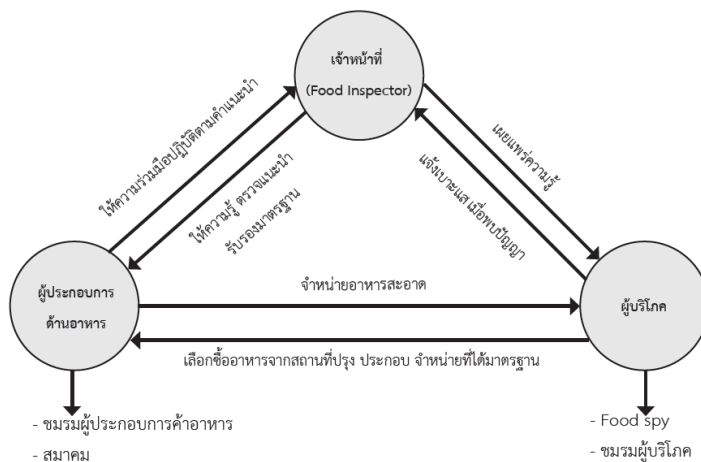 เจ้าหน้าที่
(Food Inspector)
ให้ความร่วมมือปฏิบัติตามคำแนะนำ
ให้ความรู้ ตรวจแนะนำ
รับรองมาตรฐาน
เผยแพร่ความรู้
แจ้งเบาะแส เมื่อพบปัญญา
ผู้ประกอบการ
ด้านอาหาร
จำหน่ายอาหารสะอาด
ผู้บริโภค
เลือกซื้ออาหารจากสถานที่ปรุง ประกอบ จำหน่ายที่ได้มาตรฐาน
- ชมรมผู้ประกอบการค้าอาหาร
- สมาคม
- Food spy
- ชมรมผู้บริโภค